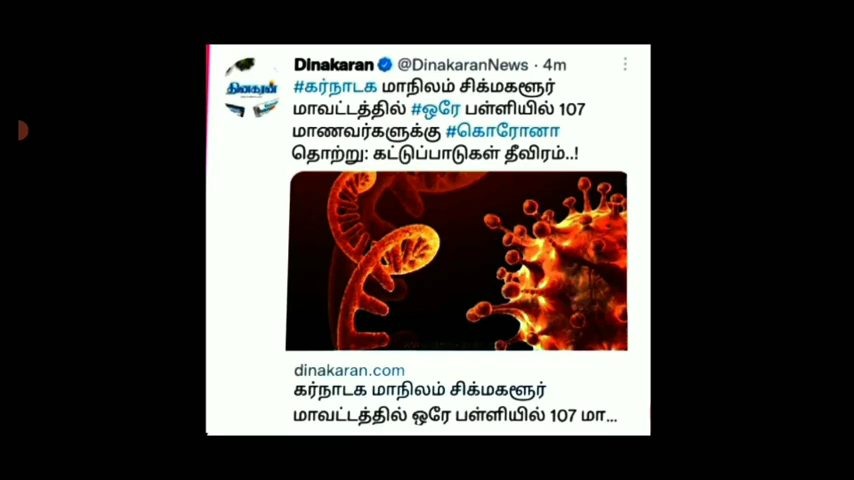 Dinakaran @DinakaranNews · 4m
தினகரன்
#கர்நாடக மாநிலம் சிக்மகளூர்
மாவட்டத்தில் #ஒரே பள்ளியில் 107
மாணவர்களுக்கு #கொரோனா
தொற்று: கட்டுப்பாடுகள் தீவிரம்..!
dinakaran.com
கர்நாடக மாநிலம் சிக்மகளூர்
மாவட்டத்தில் ஒரே பள்ளியில் 107 மா...